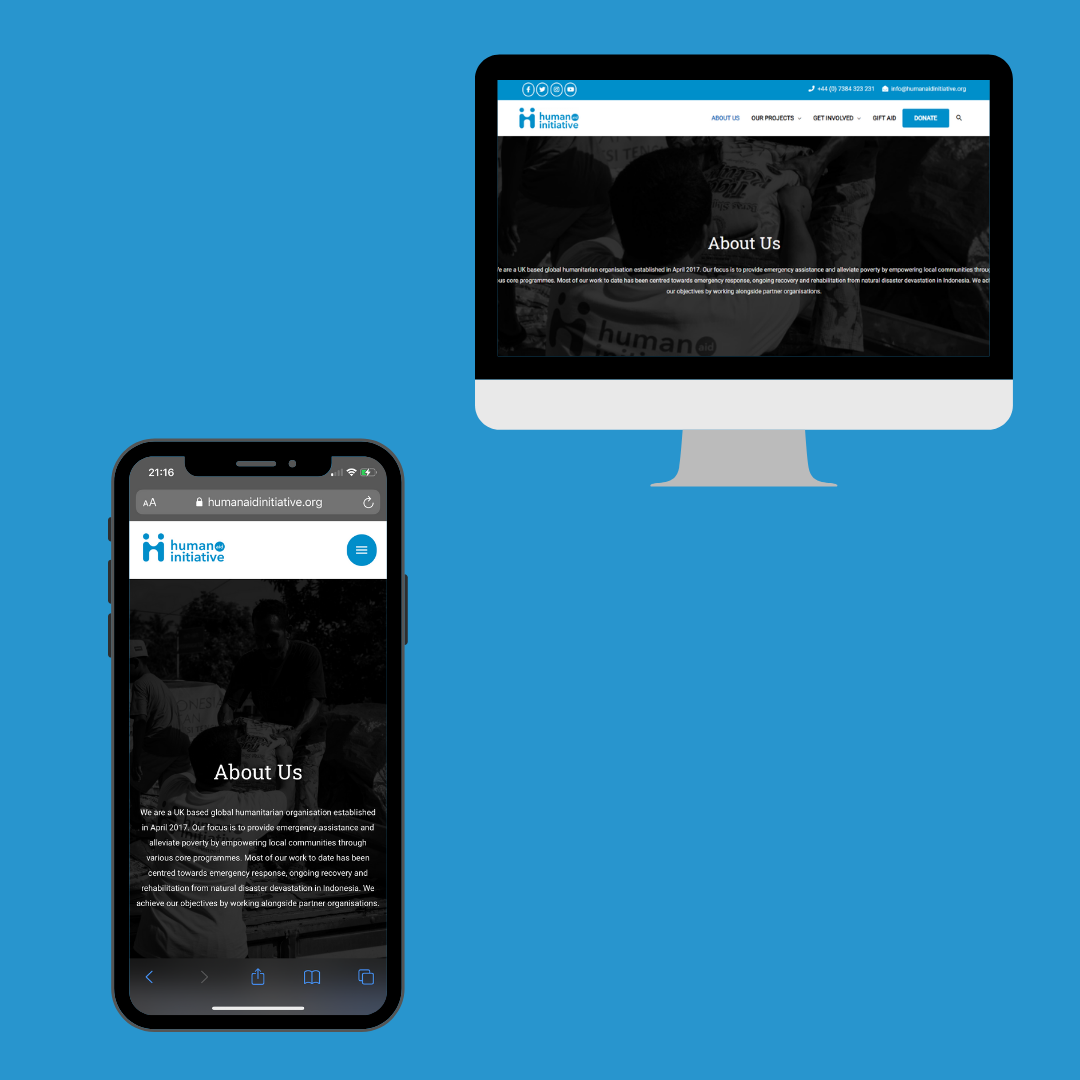 +44 (0) 7384 323 231 info@humanaidinitiative.org
human aid
initiative
ABOUT US OUR PROJECTS GET INVOLVED GIFT AID DONATE
SI TEN
About Us
e are a UK based global humanitarian organisation established in April 2017. Our focus is to provide emergency assistance and alleviate poverty by empowering local communities throu
us core programmes. Most of our work to date has been centred towards emergency response, ongoing recovery and rehabilitation from natural disaster devastation in Indonesia. We ac
our objectives by working alongside partner organisations.
human aid
21:16
AA humanaidinitiative.org
human aid
initiative
ONESIA
About Us
We are a UK based global humanitarian organisation established
in April 2017. Our focus is to provide emergency assistance and
alleviate poverty by empowering local communities through
various core programmes. Most of our work to date has been
centred towards emergency response, ongoing recovery and
rehabilitation from natural disaster devastation in Indonesia. We
achieve our objectives by working alongside partner organisations.